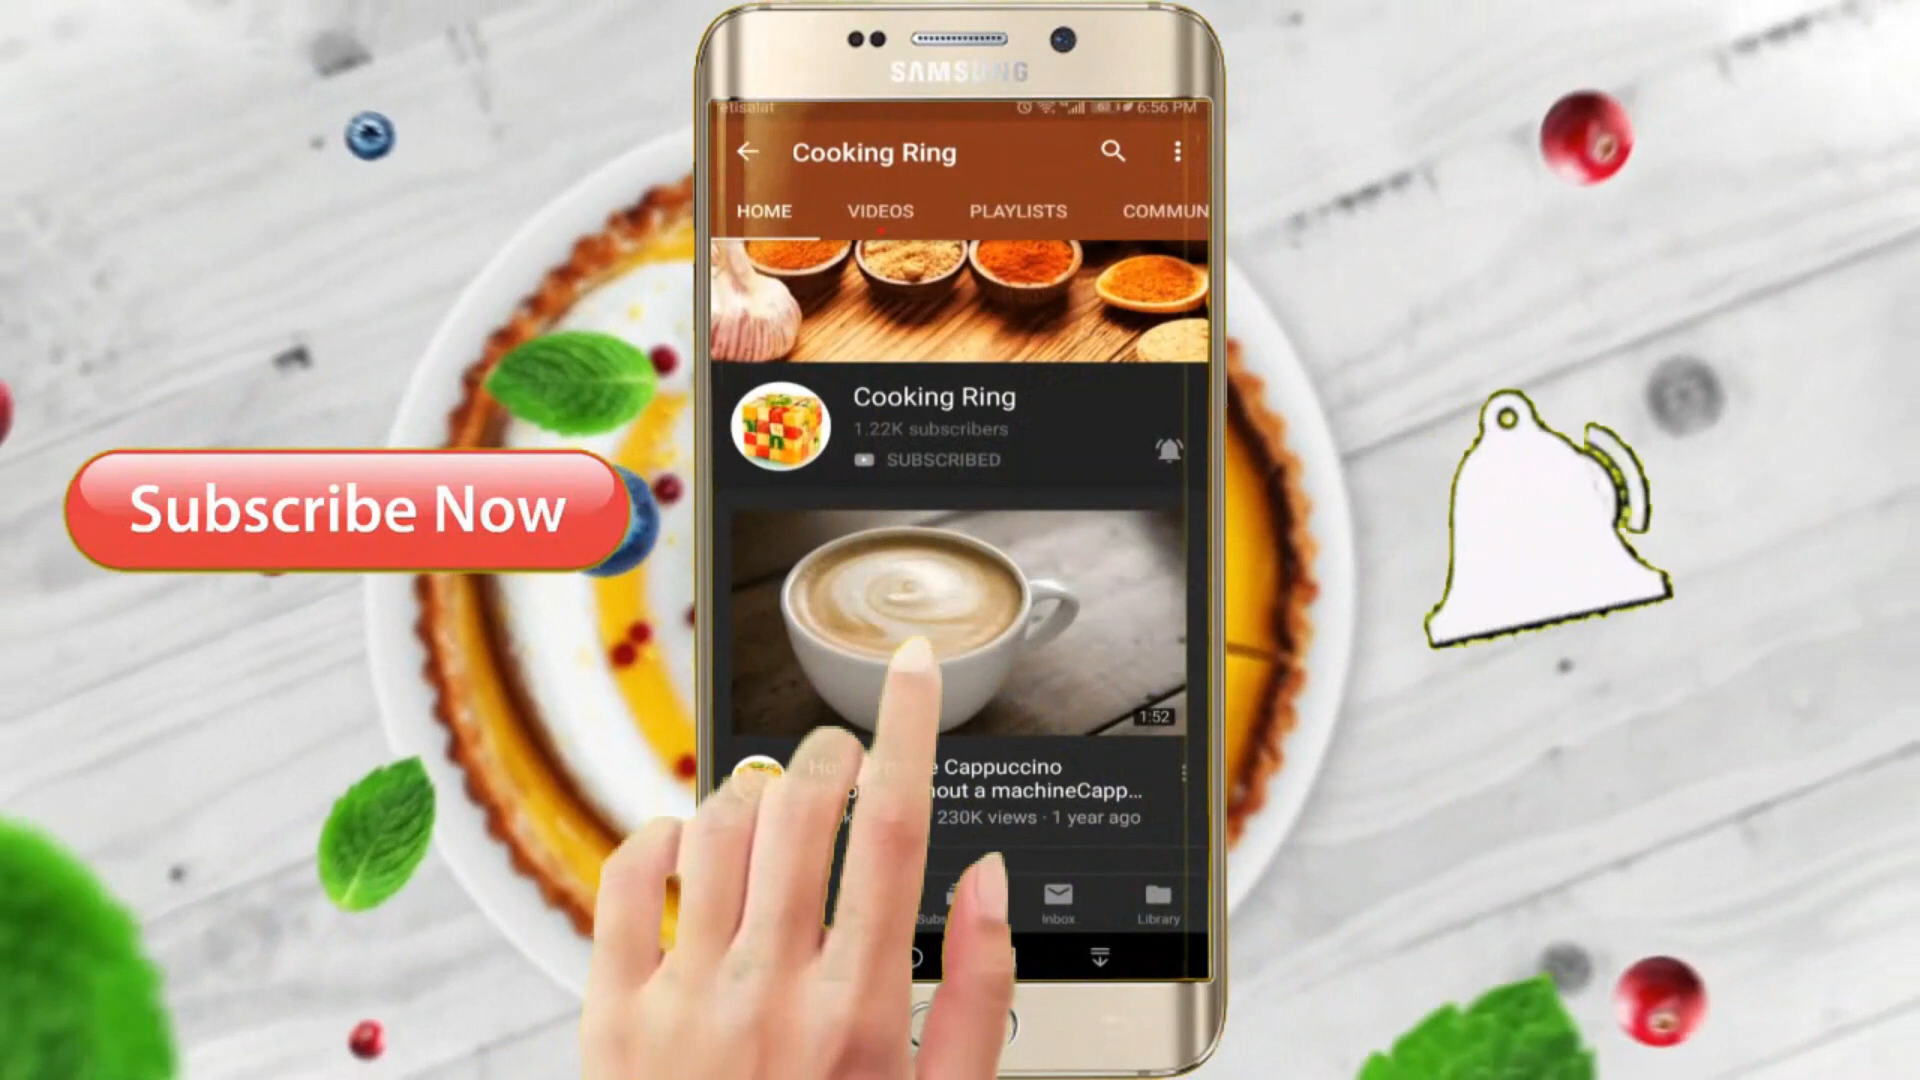 SAMSUNG
etisalat 6:56 PM
Cooking Ring
HOME VIDEOS PLAYLISTS COMMUN
Cooking Ring
1.22K subscribers
SUBSCRIBED
Subscribe Now
1:52
Cappuccino
a machineCapp...
230K views · 1 year ago
Inbox Library